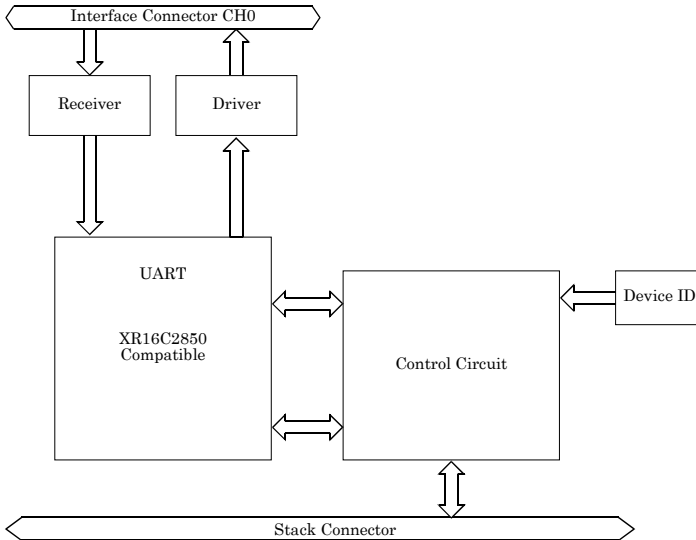 Interface Connector CH0
Receiver
Driver
UART
XR16C2850
Compatible
Device ID
Control Circuit
Stack Connector